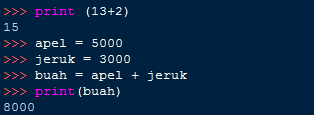 >>> print (13+2)
15
>>> apel = 5000
>>> jeruk = 3000
>>> buah = apel + jeruk
>>> print(buah)
8000